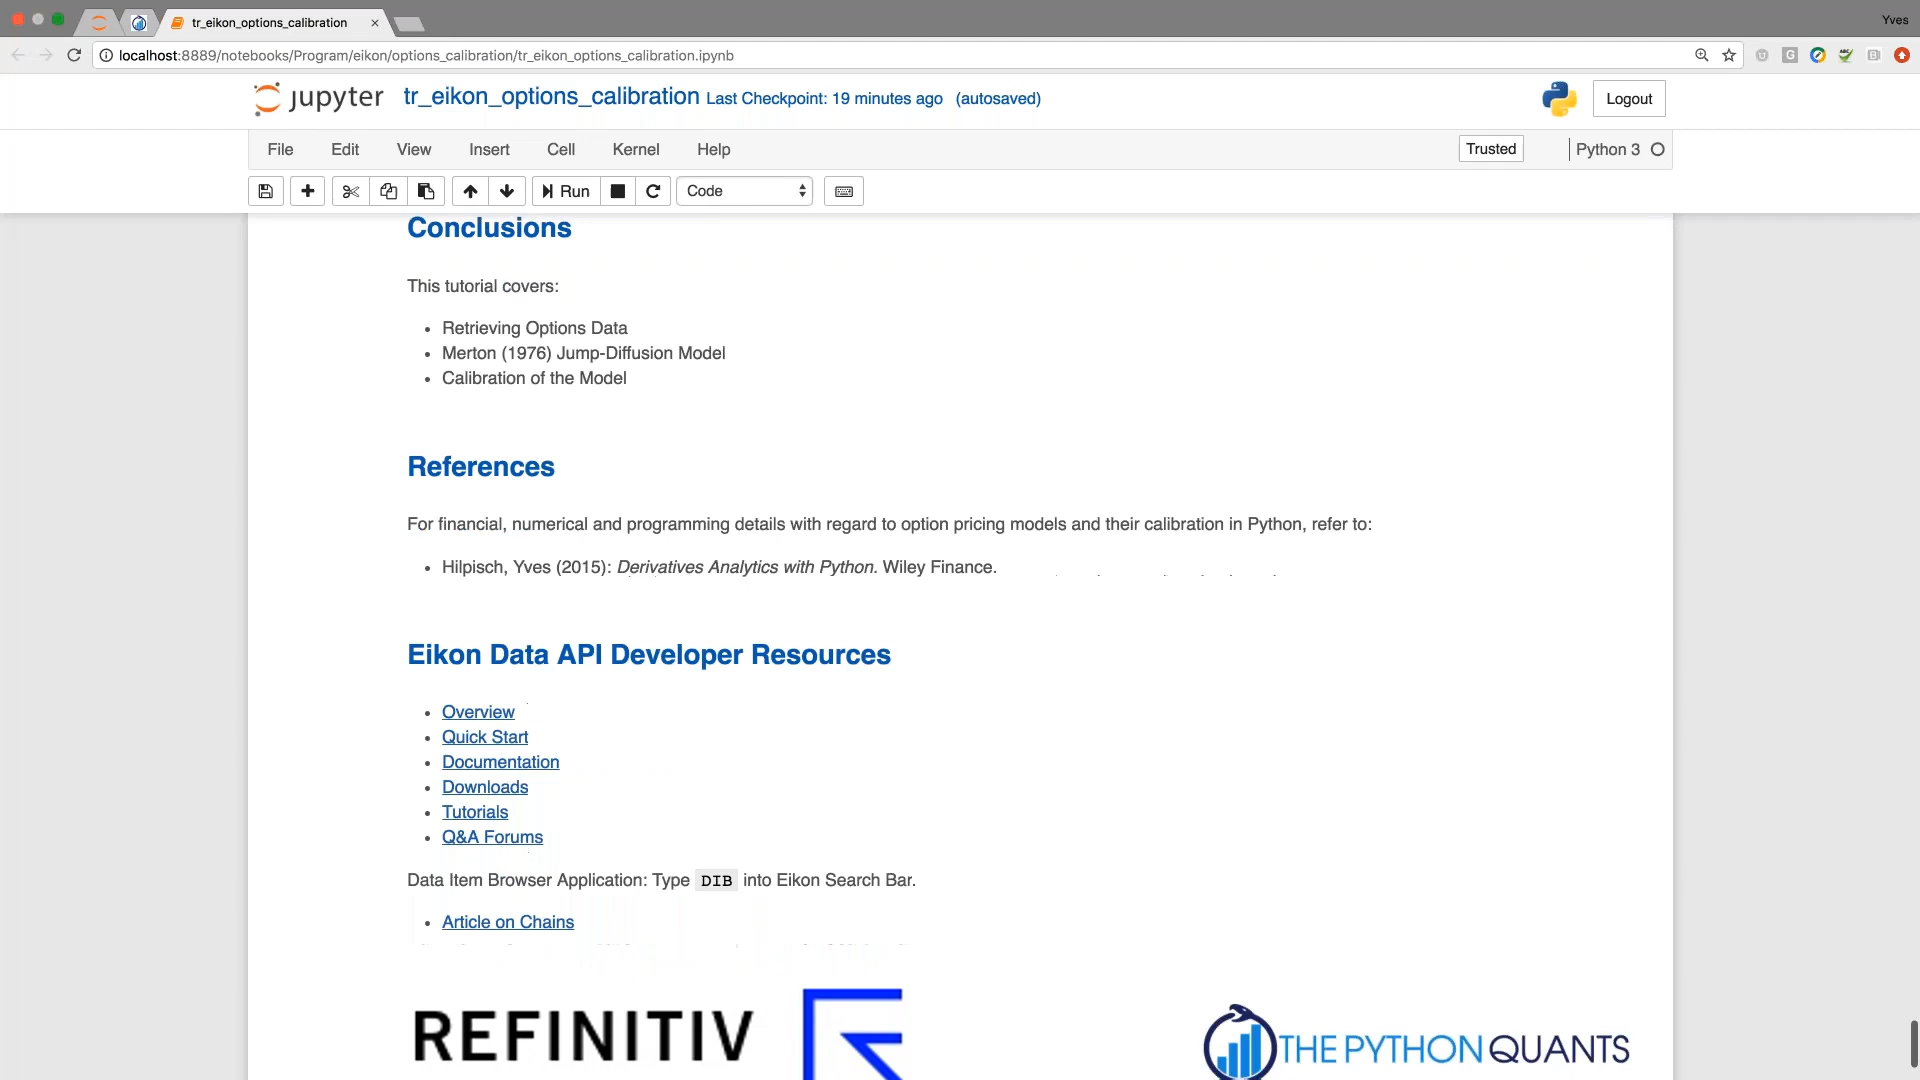 tr_eikon_options_calibration
Yves
localhost:8889/notebooks/Program/eikon/options_calibration/tr_eikon_options_calibration.ipynb
jupyter tr_eikon_options_calibration Last Checkpoint: 19 minutes ago (autosaved)
Logout
File Edit View Insert Cell Kernel Help
Trusted
Python 3
Run
Code
Conclusions
This tutorial covers:
Retrieving Options Data
Merton (1976) Jump-Diffusion Model
Calibration of the Model
References
For financial, numerical and programming details with regard to option pricing models and their calibration in Python, refer to:
Hilpisch, Yves (2015): Derivatives Analytics with Python. Wiley Finance.
Eikon Data API Developer Resources
Overview
Quick Start
Documentation
Downloads
Tutorials
Q&A Forums
Data Item Browser Application: Type DIB into Eikon Search Bar.
Article on Chains
REFINITIV
THE PYTHON QUANTS